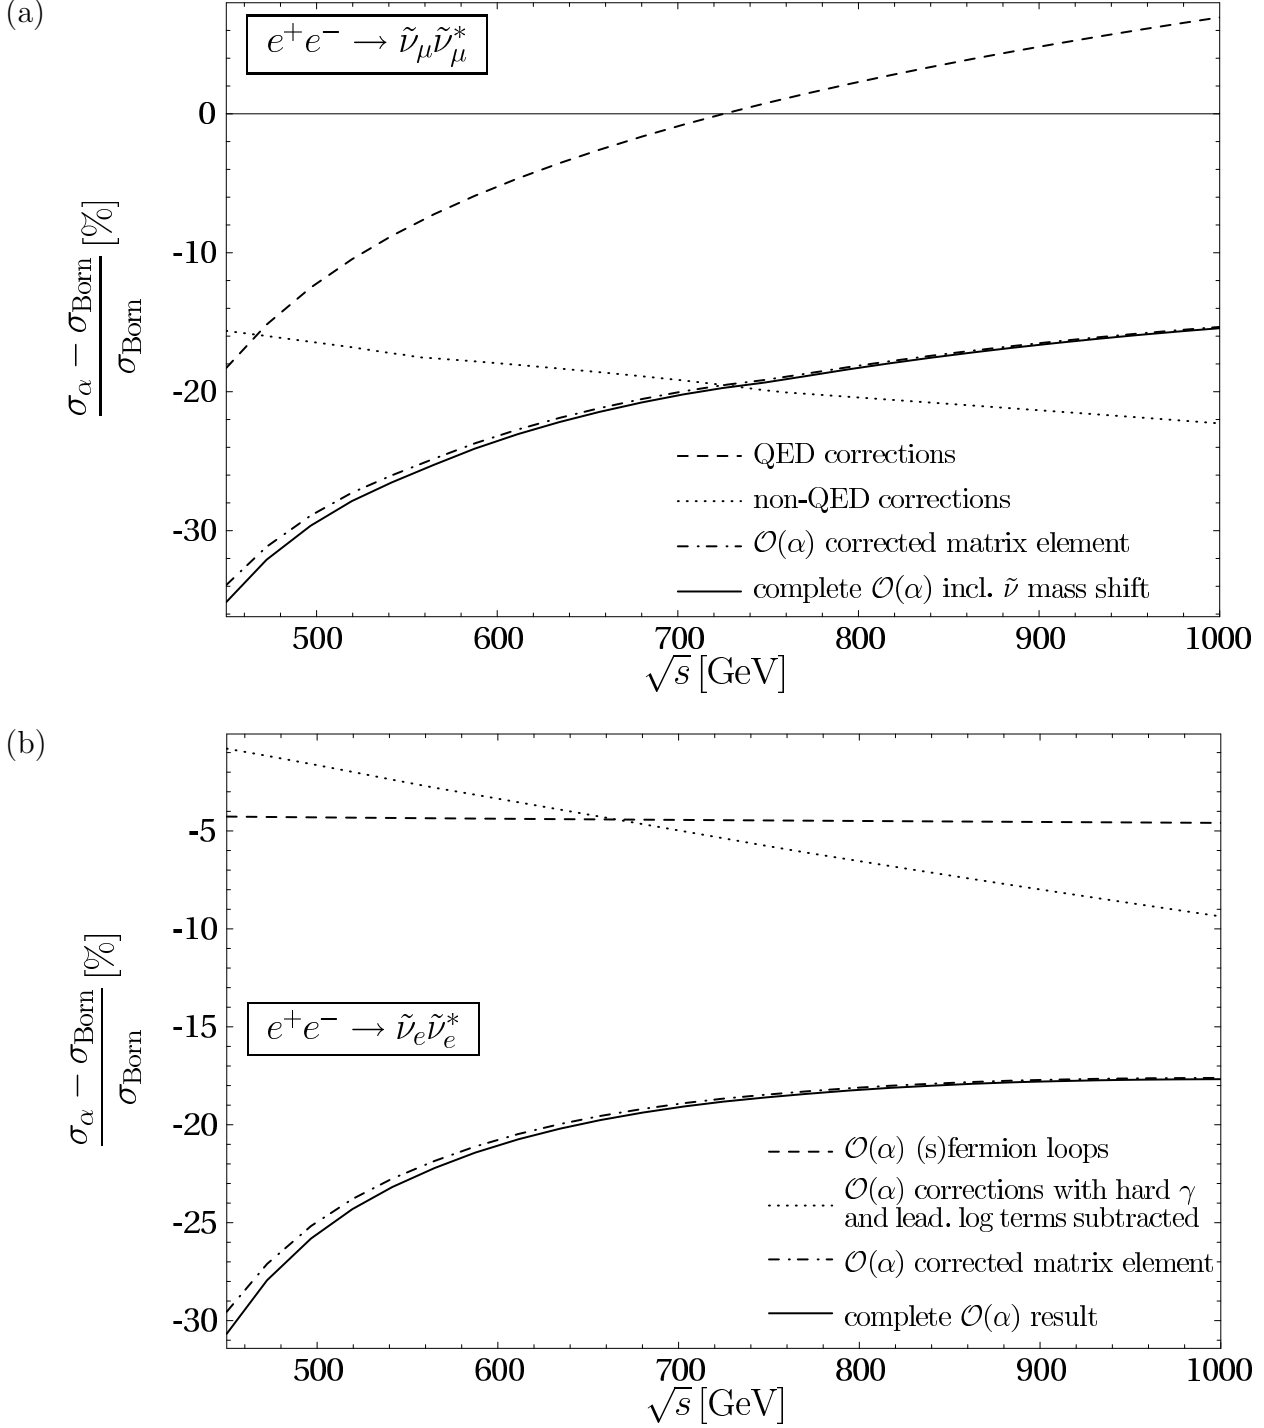 (a)
e⁺e⁻ → ν̃_μ ν̃*_μ
0
-10
-20
-30
(σ_α − σ_Born) / σ_Born [%]
QED corrections
non-QED corrections
𝒪(α) corrected matrix element
complete 𝒪(α) incl. ν̃ mass shift
500 600 700 800 900 1000
√s [GeV]
(b)
-5
-10
-15
-20
-25
-30
(σ_α − σ_Born) / σ_Born [%]
e⁺e⁻ → ν̃_e ν̃*_e
𝒪(α) (s)fermion loops
𝒪(α) corrections with hard γ
and lead. log terms subtracted
𝒪(α) corrected matrix element
complete 𝒪(α) result
500 600 700 800 900 1000
√s [GeV]